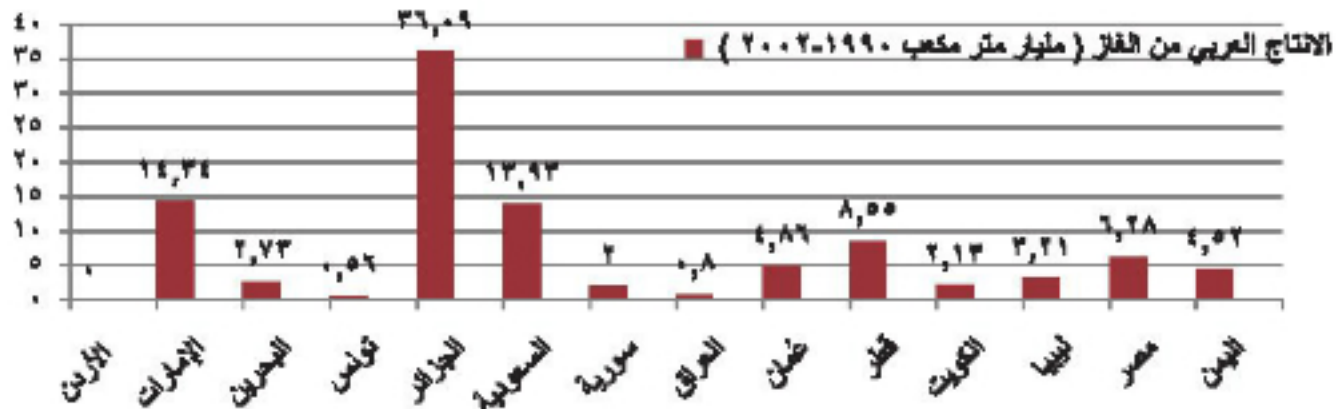 الانتاج العربي من الغاز ( مليار متر مكعب ١٩٩٠-٢٠٠٢ )
٤٠
٣٥
٣٠
٢٥
٢٠
١٥
١٠
٥
٠
٠
١٤,٣٤
٢,٧٣
٠,٥٦
٣٦,٠٩
١٣,٩٣
٢
٠,٨
٤,٨٦
٨,٥٥
٢,١٣
٣,٢١
٦,٢٨
٤,٥٢
الأردن
الإمارات
البحرين
تونس
الجزائر
السعودية
سورية
العراق
عُمان
قطر
الكويت
ليبيا
مصر
اليمن